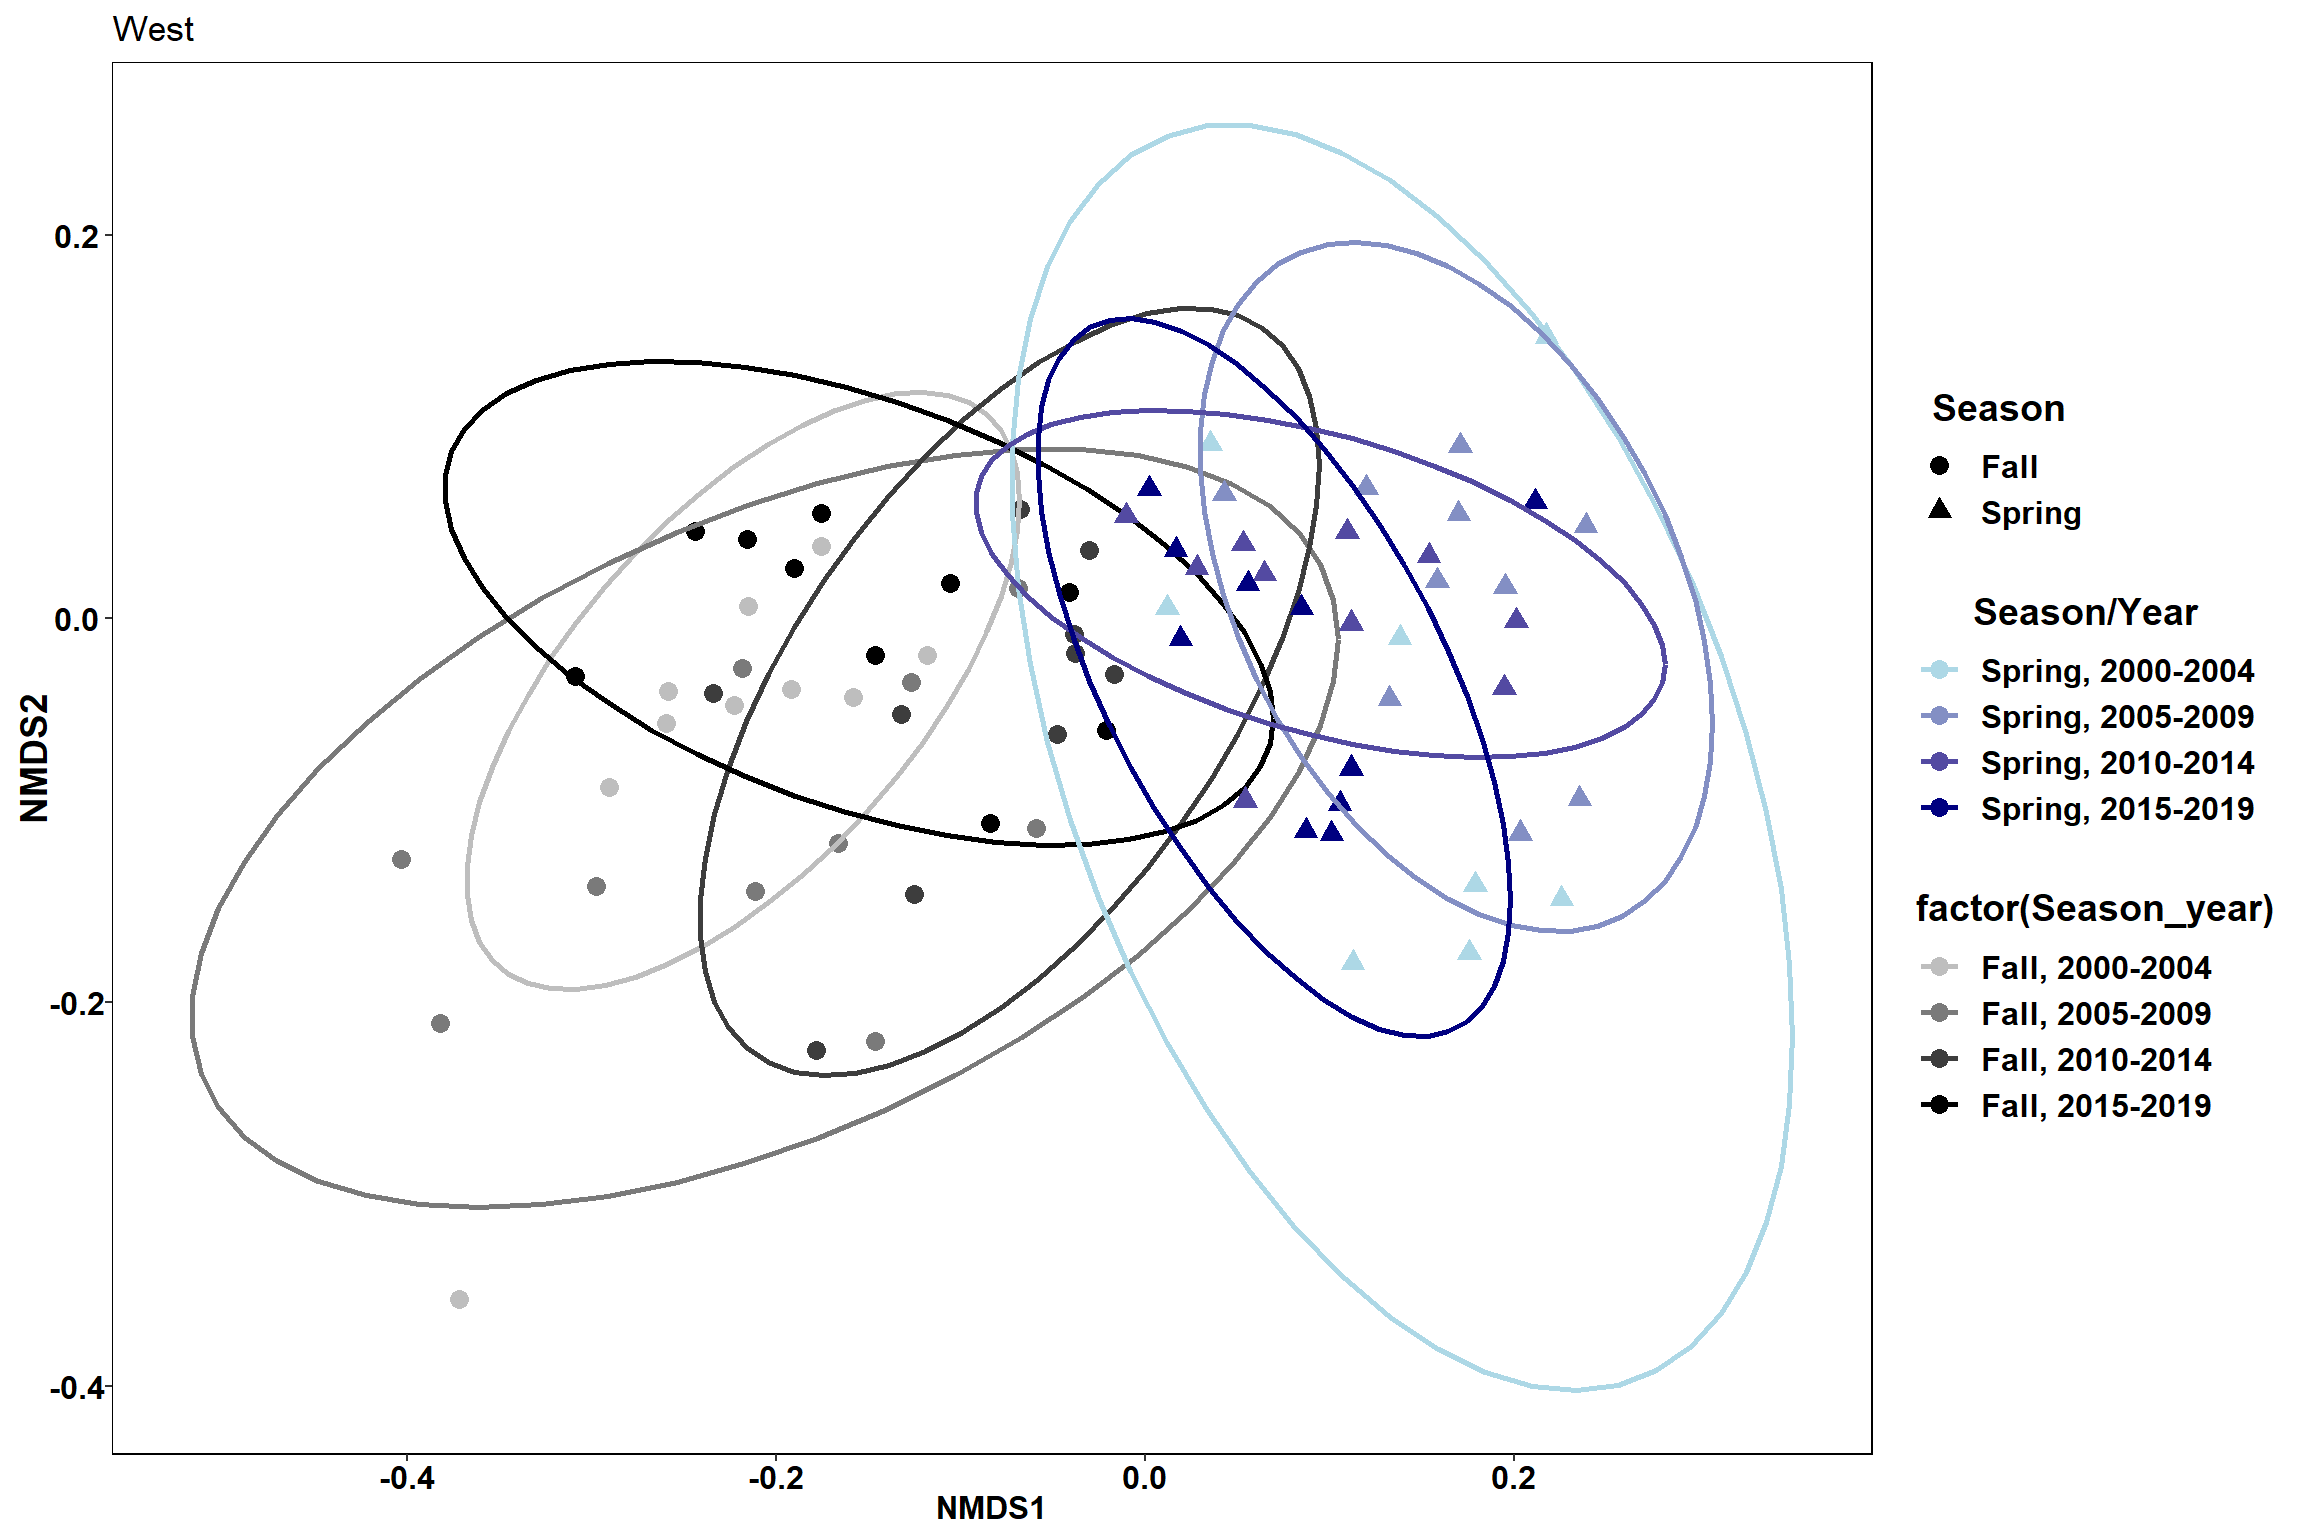 West
NMDS2
0.2
0.0
-0.2
-0.4
-0.4
-0.2
0.0
0.2
NMDS1
Season
Fall
Spring
Season/Year
Spring, 2000-2004
Spring, 2005-2009
Spring, 2010-2014
Spring, 2015-2019
factor(Season_year)
Fall, 2000-2004
Fall, 2005-2009
Fall, 2010-2014
Fall, 2015-2019